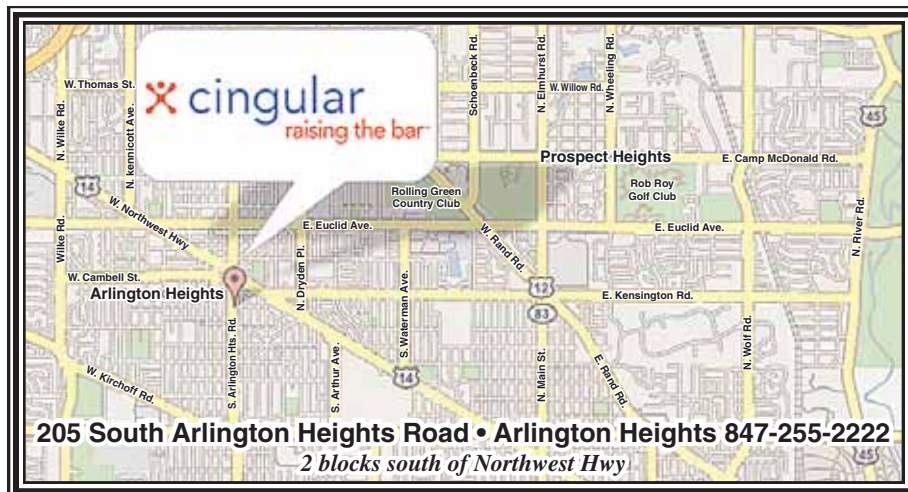 cingular
raising the bar
W. Thomas St.
N. Wilke Rd.
N. kennicott Ave.
Schoenbeck Rd.
N. Elmhurst Rd.
W. Willow Rd.
N. Wheeling Rd.
45
Prospect Heights
E. Camp McDonald Rd.
14
W. Northwest Hwy
Rolling Green
Country Club
Rob Roy
Golf Club
N. River Rd.
Wilke Rd.
E. Euclid Ave.
W. Rand Rd.
E. Euclid Ave.
W. Cambell St.
Arlington Heights
N. Dryden Pl.
S. Waterman Ave.
12
E. Kensington Rd.
83
S. Arlington Hts. Rd.
S. Arthur Ave.
14
N. Main St.
E. Rand Rd.
N. Wolf Rd.
W. Kirchoff Rd.
205 South Arlington Heights Road • Arlington Heights 847-255-2222
2 blocks south of Northwest Hwy
45